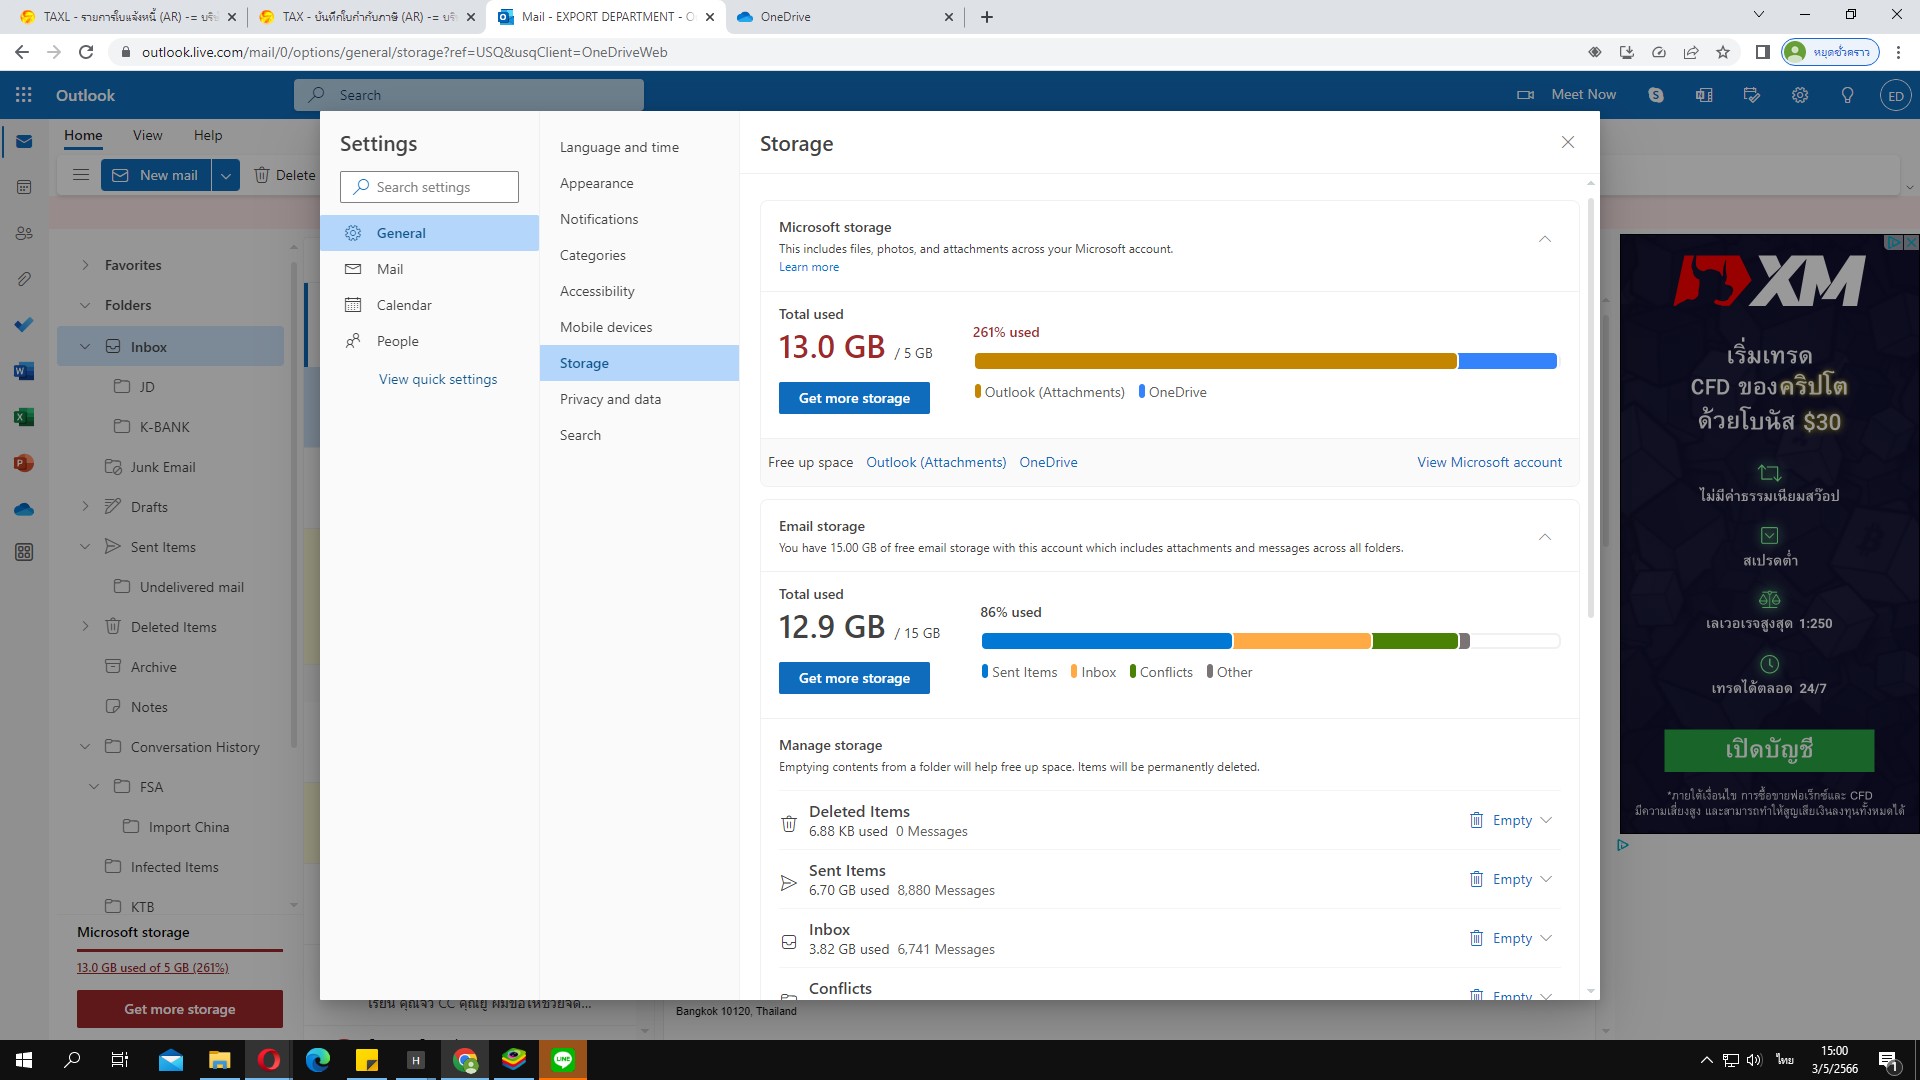 TAXL - รายการใบแจ้งหนี้ (AR) -= บริษั
TAX - บันทึกใบกำกับภาษี (AR) -= บริ
Mail - EXPORT DEPARTMENT - O
OneDrive
outlook.live.com/mail/0/options/general/storage?ref=USQ&usqClient=OneDriveWeb
หยุดชั่วคราว
Outlook
Search
Meet Now
ED
Home
View
Help
New mail
Delete
Favorites
Folders
Inbox
JD
K-BANK
Junk Email
Drafts
Sent Items
Undelivered mail
Deleted Items
Archive
Notes
Conversation History
FSA
Import China
Infected Items
KTB
Microsoft storage
13.0 GB used of 5 GB (261%)
Get more storage
Settings
Search settings
General
Mail
Calendar
People
View quick settings
Language and time
Appearance
Notifications
Categories
Accessibility
Mobile devices
Storage
Privacy and data
Search
Storage
Microsoft storage
This includes files, photos, and attachments across your Microsoft account.
Learn more
Total used
13.0 GB / 5 GB
261% used
Get more storage
Outlook (Attachments)
OneDrive
Free up space
Outlook (Attachments)
OneDrive
View Microsoft account
Email storage
You have 15.00 GB of free email storage with this account which includes attachments and messages across all folders.
Total used
12.9 GB / 15 GB
86% used
Get more storage
Sent Items
Inbox
Conflicts
Other
Manage storage
Emptying contents from a folder will help free up space. Items will be permanently deleted.
Deleted Items
6.88 KB used 0 Messages
Empty
Sent Items
6.70 GB used 8,880 Messages
Empty
Inbox
3.82 GB used 6,741 Messages
Empty
Conflicts
Empty
Bangkok 10120, Thailand
XM
เริ่มเทรด
CFD ของคริปโต
ด้วยโบนัส $30
ไม่มีค่าธรรมเนียมสว๊อป
สเปรดต่ำ
เลเวอเรจสูงสุด 1:250
เทรดได้ตลอด 24/7
เปิดบัญชี
*ภายใต้เงื่อนไข การซื้อขายฟอเร็กซ์และ CFD
มีความเสี่ยงสูง และสามารถทำให้สูญเสียเงินลงทุนทั้งหมดได้
H
LINE
ไทย
15:00
3/5/2566
1